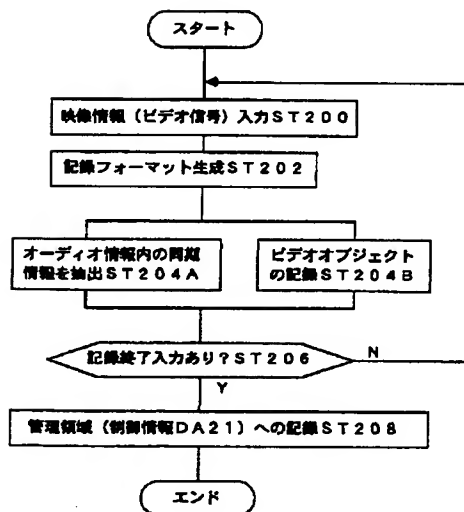 スタート
映像情報（ビデオ信号）入力ST200
記録フォーマット生成ST202
オーディオ情報内の同期
情報を抽出ST204A
ビデオオブジェクト
の記録ST204B
記録終了入力あり？ST206
N
Y
管理領域（制御情報DA21）への記録ST208
エンド